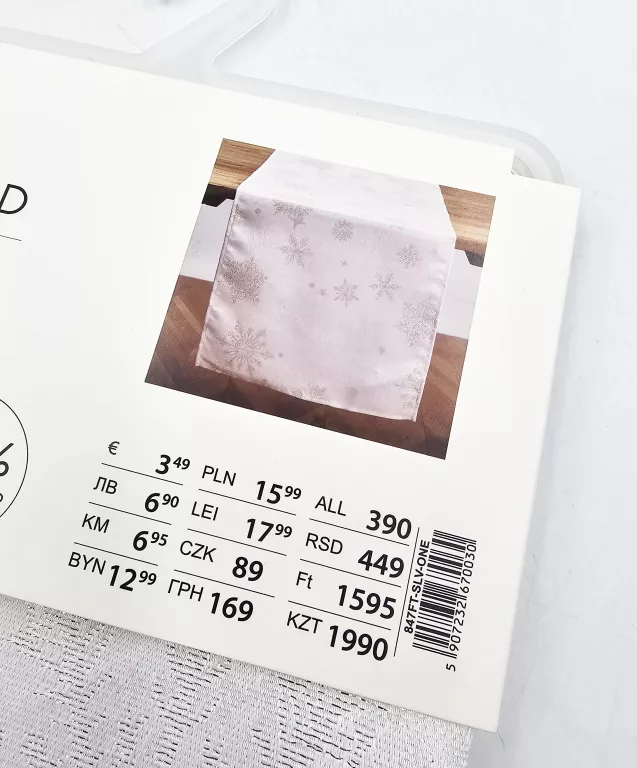 D
%
€ 3 49 PLN 15 99 ALL 390
ЛВ 6 90 LEI 17 99 RSD 449
KM 6 95 CZK 89 Ft 1595
BYN 12 99 ГРН 169 KZT 1990
847FT-SLV-ONE
5 907232 670030